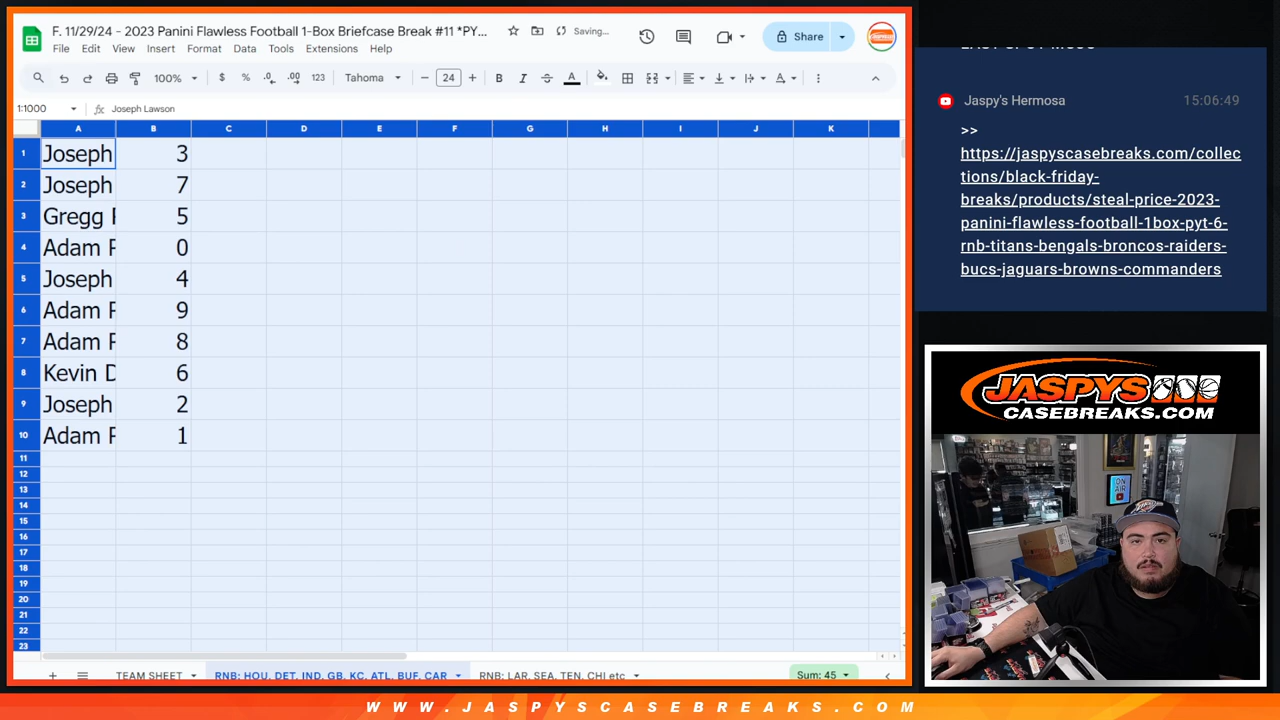 F. 11/29/24 - 2023 Panini Flawless Football 1-Box Briefcase Break #11 *PY...
Saving...
Share
File Edit View Insert Format Data Tools Extensions Help
100% $ % .0 .00 123 Tahoma - 24 + B I A
1:1000 fx Joseph Lawson
A B C D E F G H I J K
1 Joseph 3
2 Joseph 7
3 Gregg 5
4 Adam 0
5 Joseph 4
6 Adam 9
7 Adam 8
8 Kevin D 6
9 Joseph 2
10 Adam 1
11
12
13
14
15
16
17
18
19
20
21
22
23
+ TEAM SHEET RNB: HOU, DET, IND, GB, KC, ATL, BUF, CAR RNB: LAR, SEA, TEN, CHI etc Sum: 45
Jaspy's Hermosa 15:06:49
>>
https://jaspyscasebreaks.com/collec
tions/black-friday-
breaks/products/steal-price-2023-
panini-flawless-football-1box-pyt-6-
rnb-titans-bengals-broncos-raiders-
bucs-jaguars-browns-commanders
JASPYS
CASEBREAKS.COM
ON
AIR
WWW.JASPYSCASEBREAKS.COM